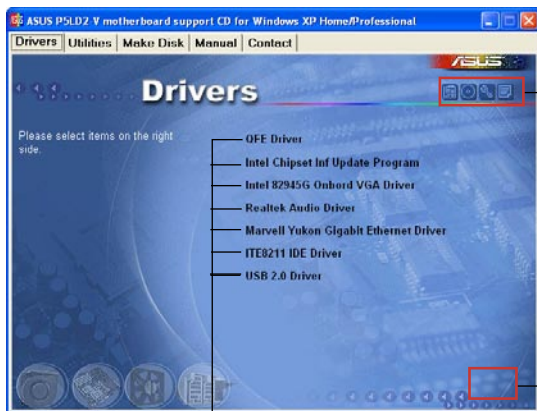 ASUS P5LD2-V motherboard support CD for Windows XP Home/Professional
Drivers Utilities Make Disk Manual Contact
ASUS
Drivers
Please select items on the right
side.
QFE Driver
Intel Chipset Inf Update Program
Intel 82945G Onbord VGA Driver
Realtek Audio Driver
Marvell Yukon Gigabit Ethernet Driver
ITE8211 IDE Driver
USB 2.0 Driver